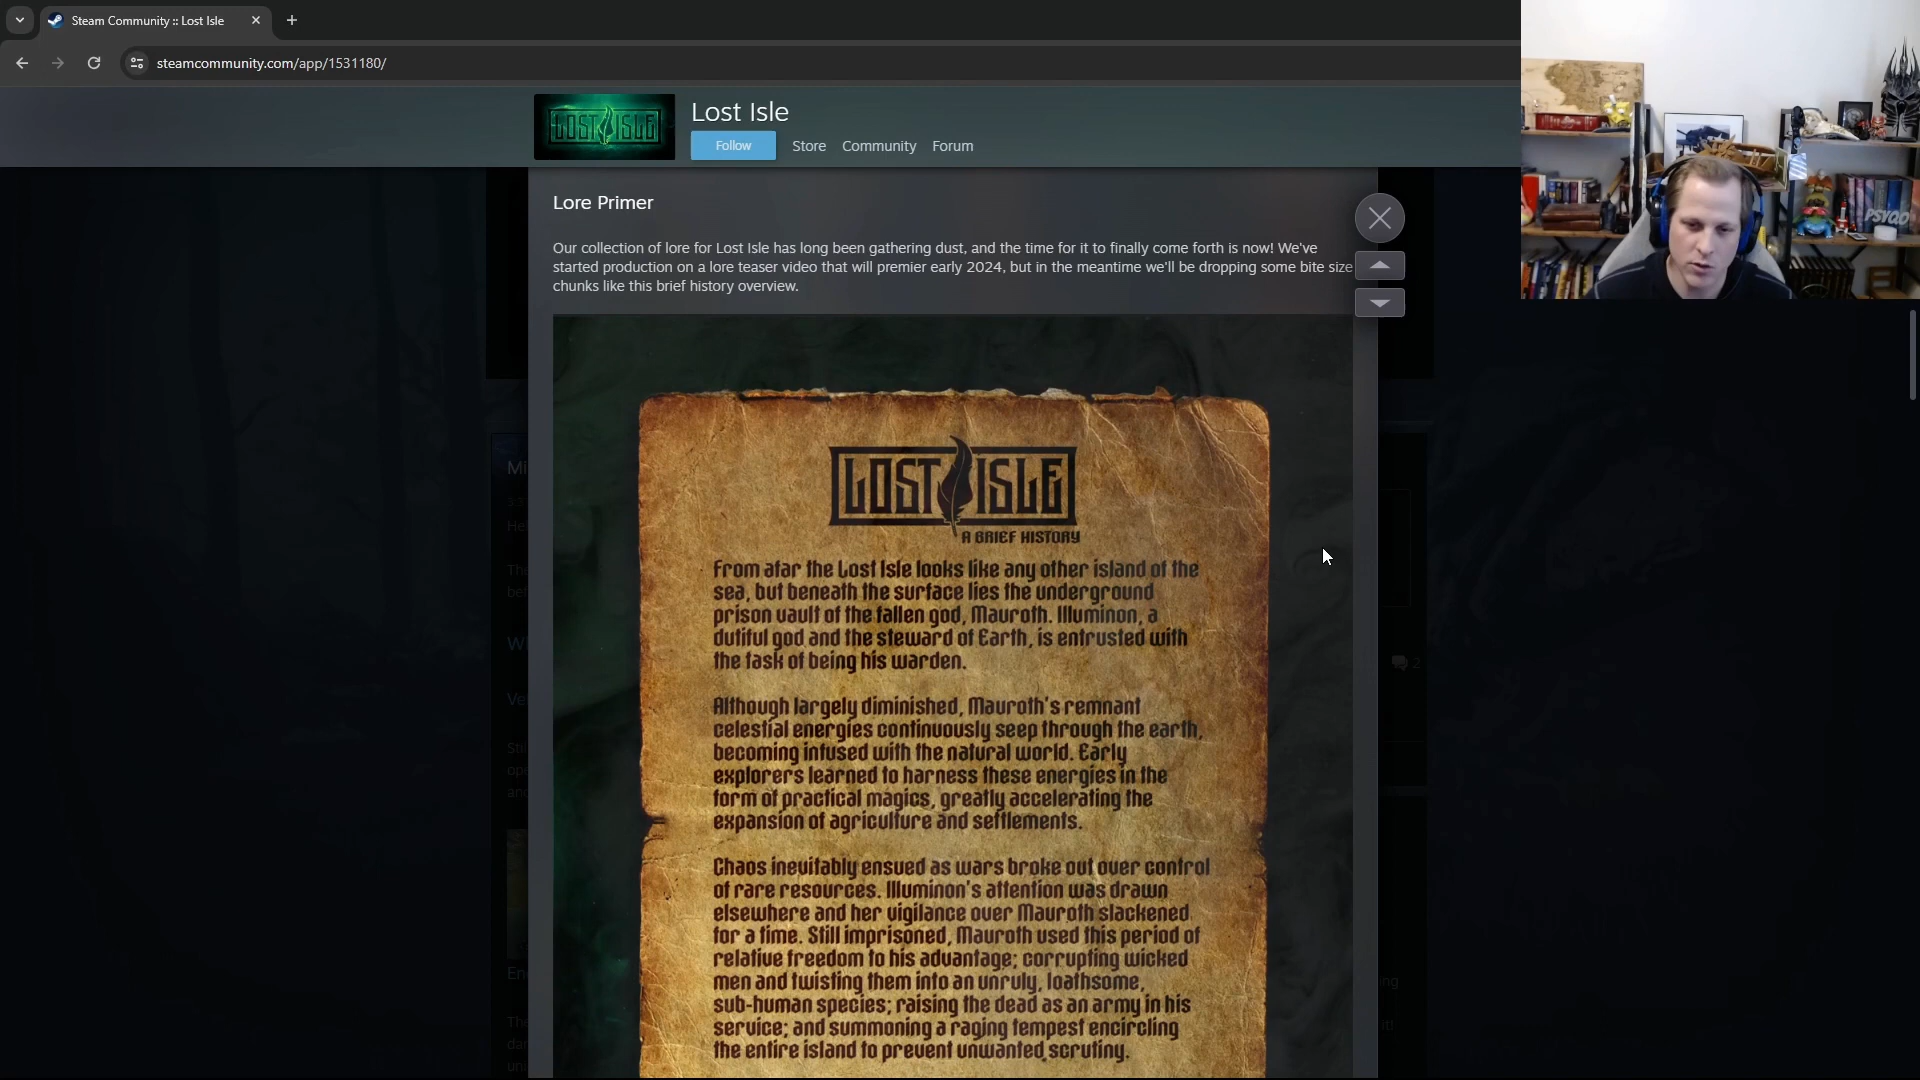 Steam Community :: Lost Isle
steamcommunity.com/app/1531180/
LOST ISLE
Lost Isle
Follow
Store
Community
Forum
Lore Primer
Our collection of lore for Lost Isle has long been gathering dust, and the time for it to finally come forth is now! We've
started production on a lore teaser video that will premier early 2024, but in the meantime we'll be dropping some bite size
chunks like this brief history overview.
LOST ISLE
A BRIEF HISTORY
From afar the Lost Isle looks like any other island of the
sea, but beneath the surface lies the underground
prison vault of the fallen god, Mauroth. Illuminon, a
dutiful god and the steward of Earth, is entrusted with
the task of being his warden.
Although largely diminished, Mauroth's remnant
celestial energies continuously seep through the earth,
becoming infused with the natural world. Early
explorers learned to harness these energies in the
form of practical magics, greatly accelerating the
expansion of agriculture and settlements.
Chaos inevitably ensued as wars broke out over control
of rare resources. Illuminon's attention was drawn
elsewhere and her vigilance over Mauroth slackened
for a time. Still imprisoned, Mauroth used this period of
relative freedom to his advantage; corrupting wicked
men and twisting them into an unruly, loathsome,
sub-human species; raising the dead as an army in his
service; and summoning a raging tempest encircling
the entire island to prevent unwanted scrutiny.
2
PSYOP